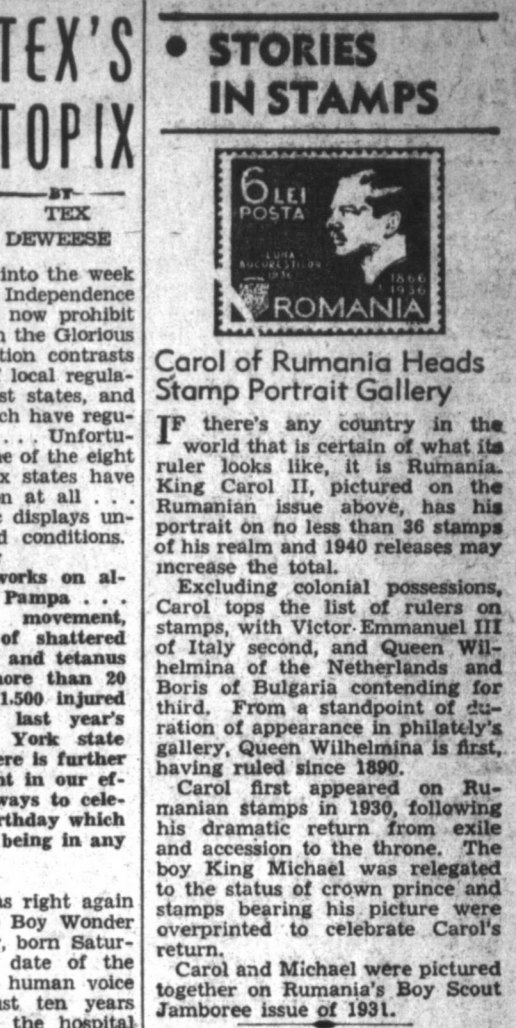 TEX'S
TOPIX
BY
TEX
DEWEESE
into the week
Independence
now prohibit
the Glorious
tion contrasts
local regula-
st states, and
ch have regu-
. . . Unfortu-
e of the eight
x states have
n at all . . .
displays un-
d conditions.
works on al-
Pampa . . .
movement,
of shattered
and tetanus
ore than 20
1,500 injured
last year's
York state
ere is further
nt in our ef-
ways to cele-
rthday which
being in any
as right again
Boy Wonder
, born Satur-
date of the
human voice
ust ten years
the hospital
• STORIES
IN STAMPS
6 LEI
POSTA
LUNA
BUCUREȘTILOR
1936
1866
1936
ROMANIA
Carol of Rumania Heads
Stamp Portrait Gallery
IF there's any country in the
world that is certain of what its
ruler looks like, it is Rumania.
King Carol II, pictured on the
Rumanian issue above, has his
portrait on no less than 36 stamps
of his realm and 1940 releases may
increase the total.
Excluding colonial possessions,
Carol tops the list of rulers on
stamps, with Victor Emmanuel III
of Italy second, and Queen Wil-
helmina of the Netherlands and
Boris of Bulgaria contending for
third. From a standpoint of du-
ration of appearance in philately's
gallery, Queen Wilhelmina is first,
having ruled since 1890.
Carol first appeared on Ru-
manian stamps in 1930, following
his dramatic return from exile
and accession to the throne. The
boy King Michael was relegated
to the status of crown prince and
stamps bearing his picture were
overprinted to celebrate Carol's
return.
Carol and Michael were pictured
together on Rumania's Boy Scout
Jamboree issue of 1931.